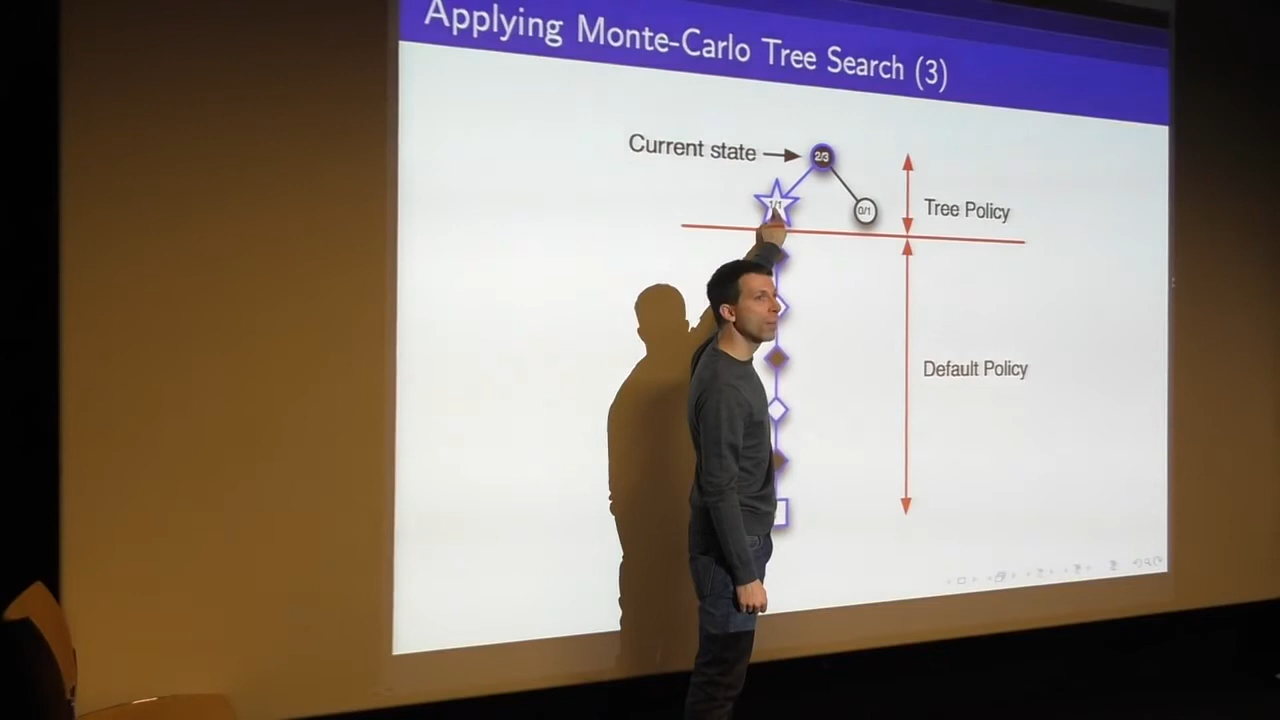 Applying Monte-Carlo Tree Search (3)
Current state
2/3
1/1
0/1
Tree Policy
Default Policy